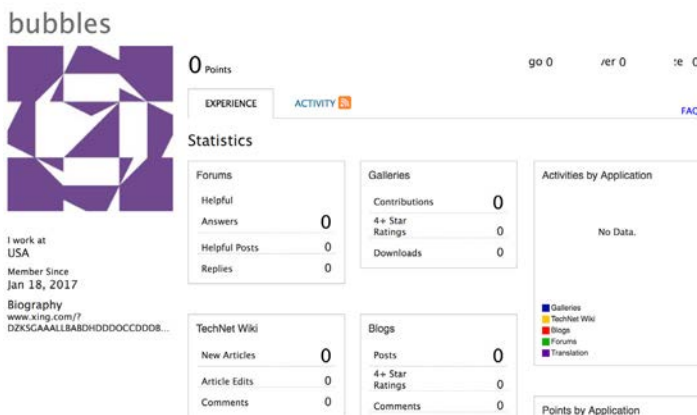 bubbles
0 Points
go 0
0
EXPERIENCE
ACTIVITY
FAQ
Statistics
Forums
Helpful
Answers 0
Helpful Posts 0
Replies 0
Galleries
Contributions 0
4+ Star
Ratings 0
Downloads 0
Activities by Application
No Data.
Galleries
TechNet Wiki
Blogs
Forums
Translation
I work at
USA
Member Since
Jan 18, 2017
Biography
www.xing.com/?
DZKSGAAALLBABDHDDDOCCDDDB...
TechNet Wiki
New Articles 0
Article Edits 0
Comments 0
Blogs
Posts 0
4+ Star
Ratings 0
Comments 0
Points by Application